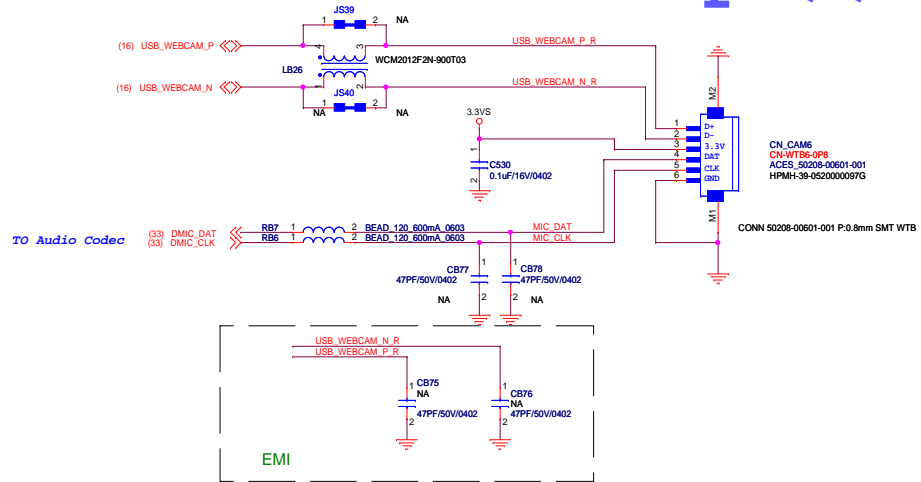 JS39
1 2 NA
(16) USB_WEBCAM_P
4 3
USB_WEBCAM_P_R
WCM2012F2N-900T03
LB26
(16) USB_WEBCAM_N
1 2
USB_WEBCAM_N_R
JS40
1 2
NA NA
3.3VS
1
C530
0.1uF/16V/0402
2
M2
1 D+
2 D-
3 3.3V
4 DAT
5 CLK
6 GND
M1
CN_CAM6
CN-WTB6-0P8
ACES_50208-00601-001
HPMH-39-0520000097G
CONN 50208-00601-001 P:0.8mm SMT WTB
TO Audio Codec
(33) DMIC_DAT
RB7 1 2 BEAD_120_600mA_0603
MIC_DAT
(33) DMIC_CLK
RB6 1 2 BEAD_120_600mA_0603
MIC_CLK
1
CB77
47PF/50V/0402
2
NA
1
CB78
47PF/50V/0402
2
NA
USB_WEBCAM_N_R
USB_WEBCAM_P_R
1
CB75
NA
47PF/50V/0402
2
1
CB76
NA
47PF/50V/0402
2
EMI